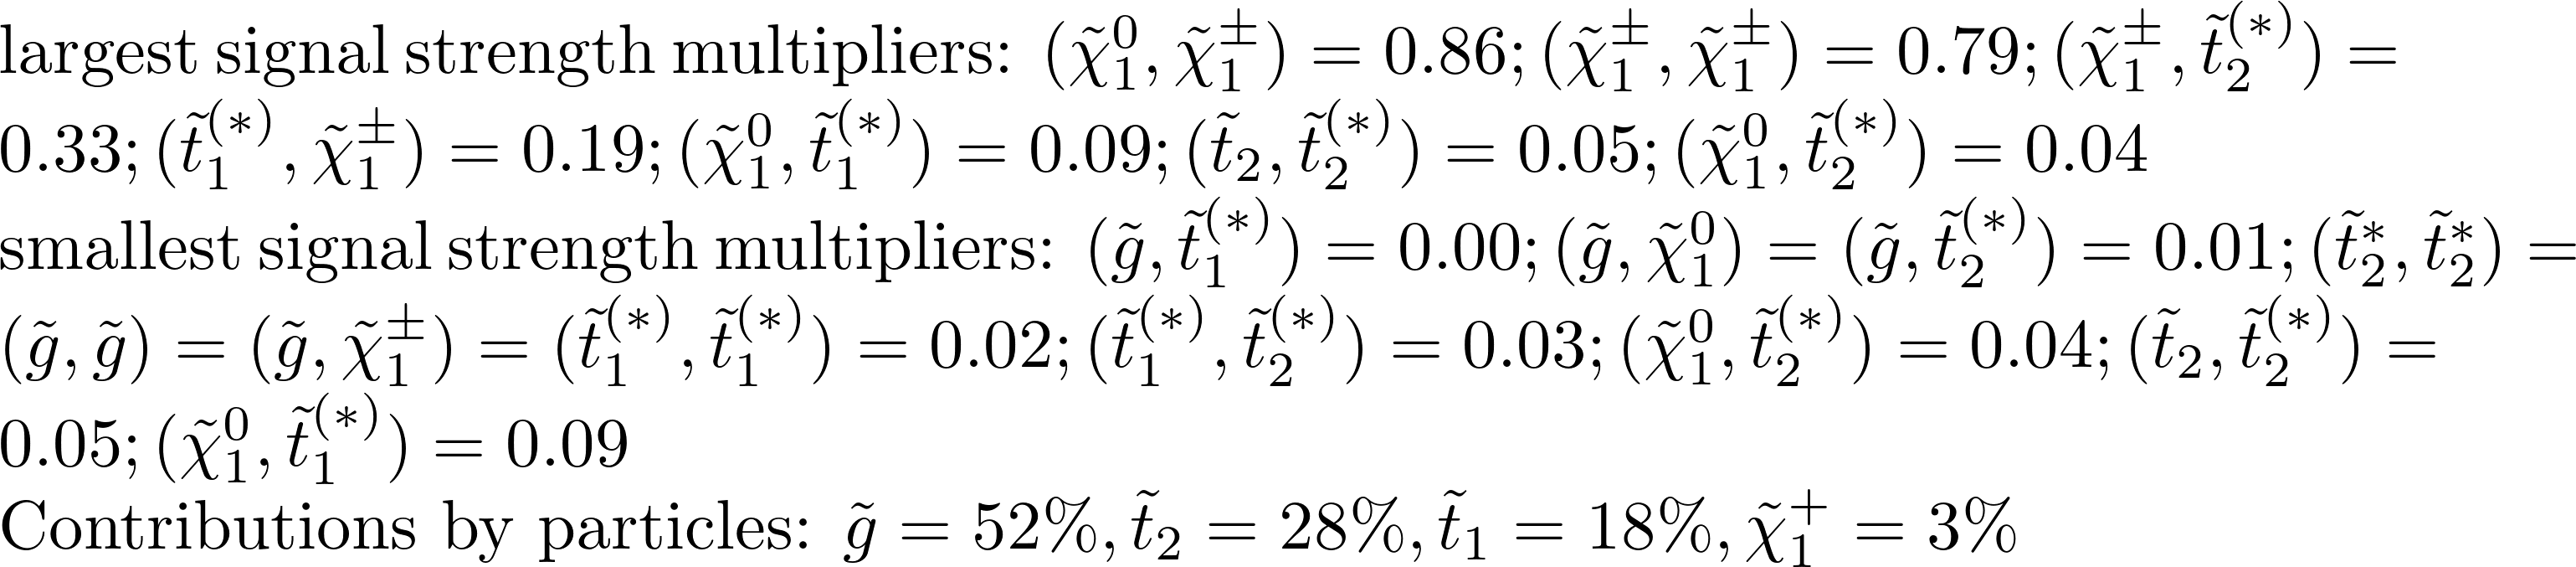 largest signal strength multipliers: $(\tilde{\chi}_1^0, \tilde{\chi}_1^{\pm}) = 0.86; (\tilde{\chi}_1^{\pm}, \tilde{\chi}_1^{\pm}) = 0.79; (\tilde{\chi}_1^{\pm}, \tilde{t}_2^{(*)}) =$
$0.33; (\tilde{t}_1^{(*)}, \tilde{\chi}_1^{\pm}) = 0.19; (\tilde{\chi}_1^0, \tilde{t}_1^{(*)}) = 0.09; (\tilde{t}_2, \tilde{t}_2^{(*)}) = 0.05; (\tilde{\chi}_1^0, \tilde{t}_2^{(*)}) = 0.04$
smallest signal strength multipliers: $(\tilde{g}, \tilde{t}_1^{(*)}) = 0.00; (\tilde{g}, \tilde{\chi}_1^0) = (\tilde{g}, \tilde{t}_2^{(*)}) = 0.01; (\tilde{t}_2^*, \tilde{t}_2^*) =$
$(\tilde{g}, \tilde{g}) = (\tilde{g}, \tilde{\chi}_1^{\pm}) = (\tilde{t}_1^{(*)}, \tilde{t}_1^{(*)}) = 0.02; (\tilde{t}_1^{(*)}, \tilde{t}_2^{(*)}) = 0.03; (\tilde{\chi}_1^0, \tilde{t}_2^{(*)}) = 0.04; (\tilde{t}_2, \tilde{t}_2^{(*)}) =$
$0.05; (\tilde{\chi}_1^0, \tilde{t}_1^{(*)}) = 0.09$
Contributions by particles: $\tilde{g} = 52\%, \tilde{t}_2 = 28\%, \tilde{t}_1 = 18\%, \tilde{\chi}_1^+ = 3\%$